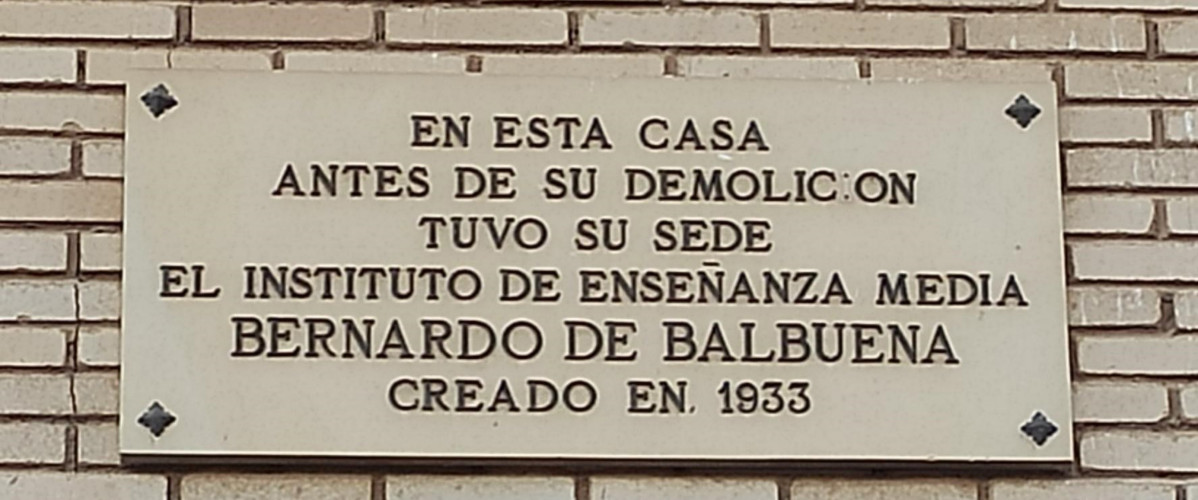 EN ESTA CASA
ANTES DE SU DEMOLICION
TUVO SU SEDE
EL INSTITUTO DE ENSEÑANZA MEDIA
BERNARDO DE BALBUENA
CREADO EN 1933